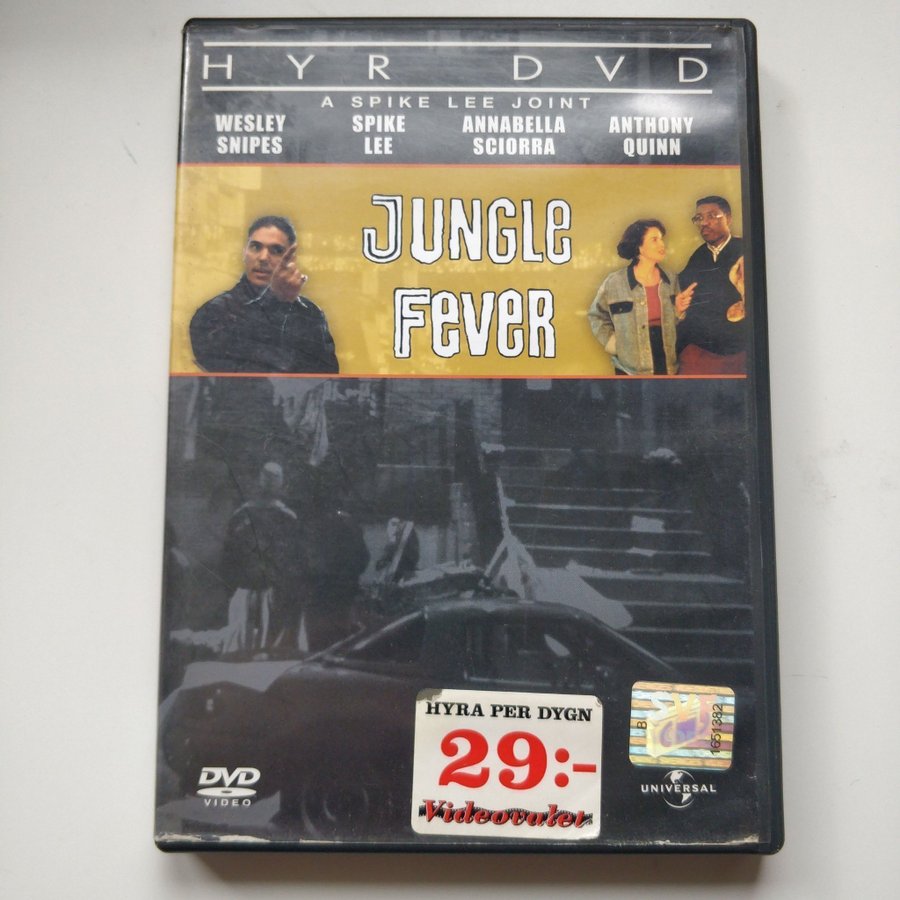 HYR DVD
A SPIKE LEE JOINT
WESLEY SNIPES
SPIKE LEE
ANNABELLA SCIORRA
ANTHONY QUINN
JUNGLE
FEVER
HYRA PER DYGN
29:-
Videovalet
B
1651382
DVD
VIDEO
UNIVERSAL